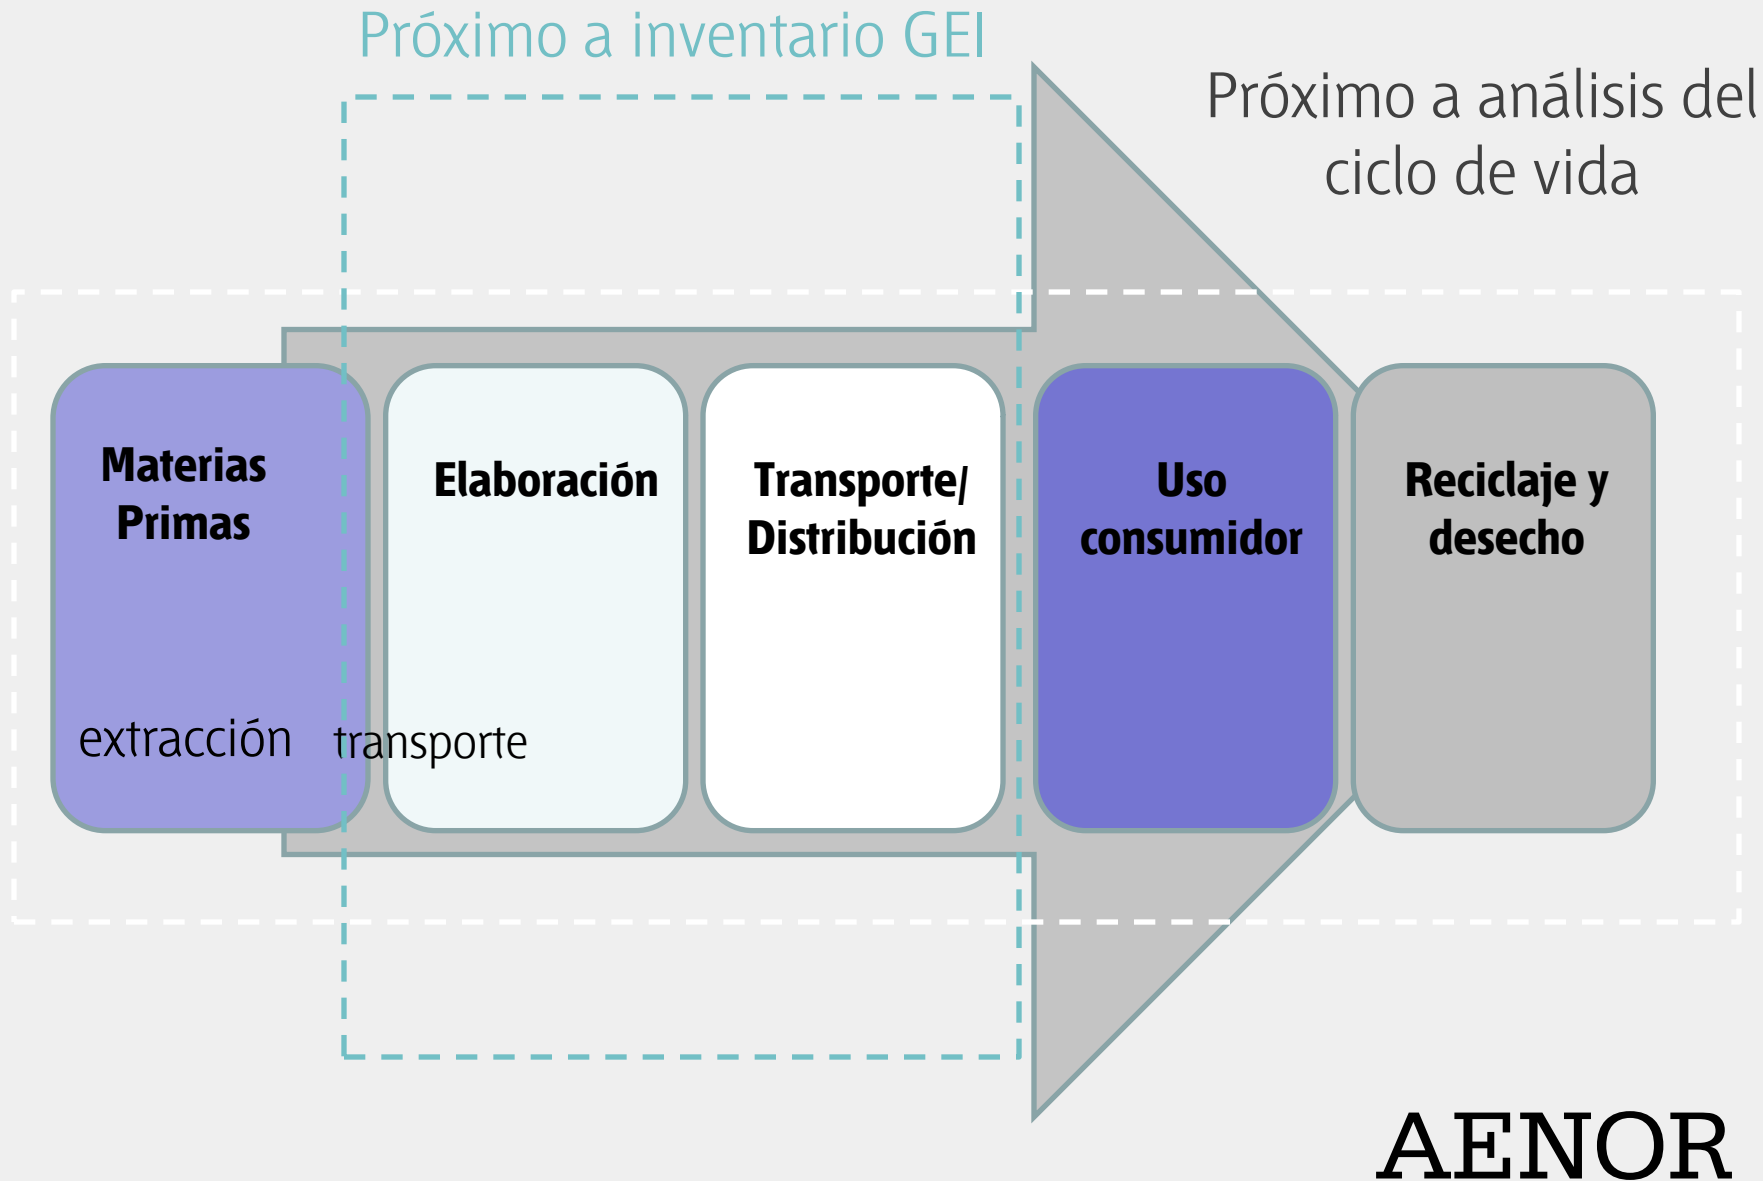 Próximo a inventario GEI
Próximo a análisis del
ciclo de vida
Materias
Primas
extracción
transporte
Elaboración
Transporte/
Distribución
Uso
consumidor
Reciclaje y
desecho
AENOR